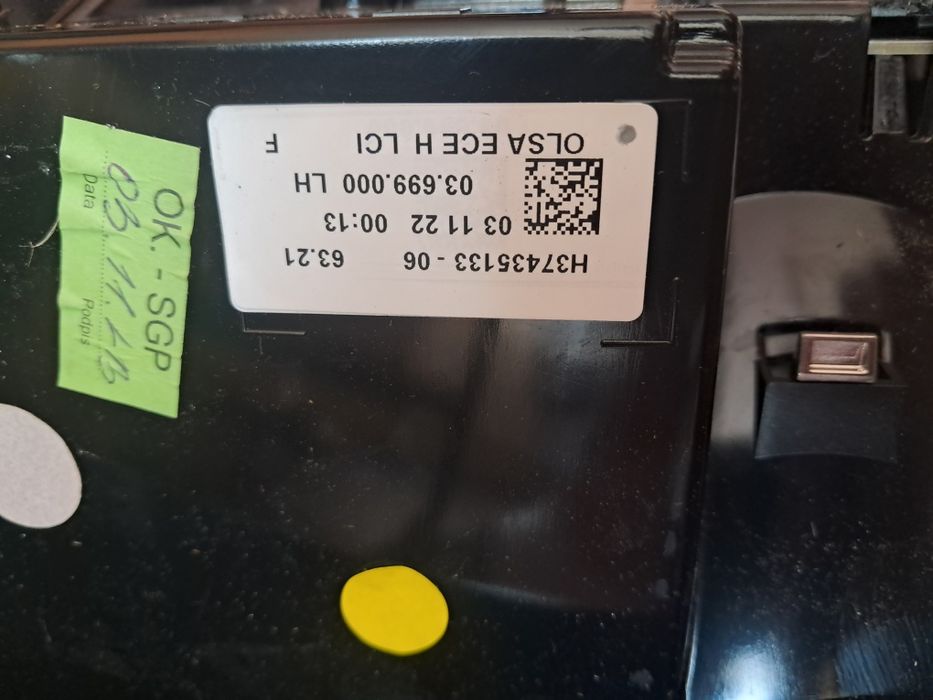 H37435133 - 06 63.21
03 11 22 00:13
03.699.000 LH
OLSA ECE H LCI F
OK. - SGP
Data
Podpis